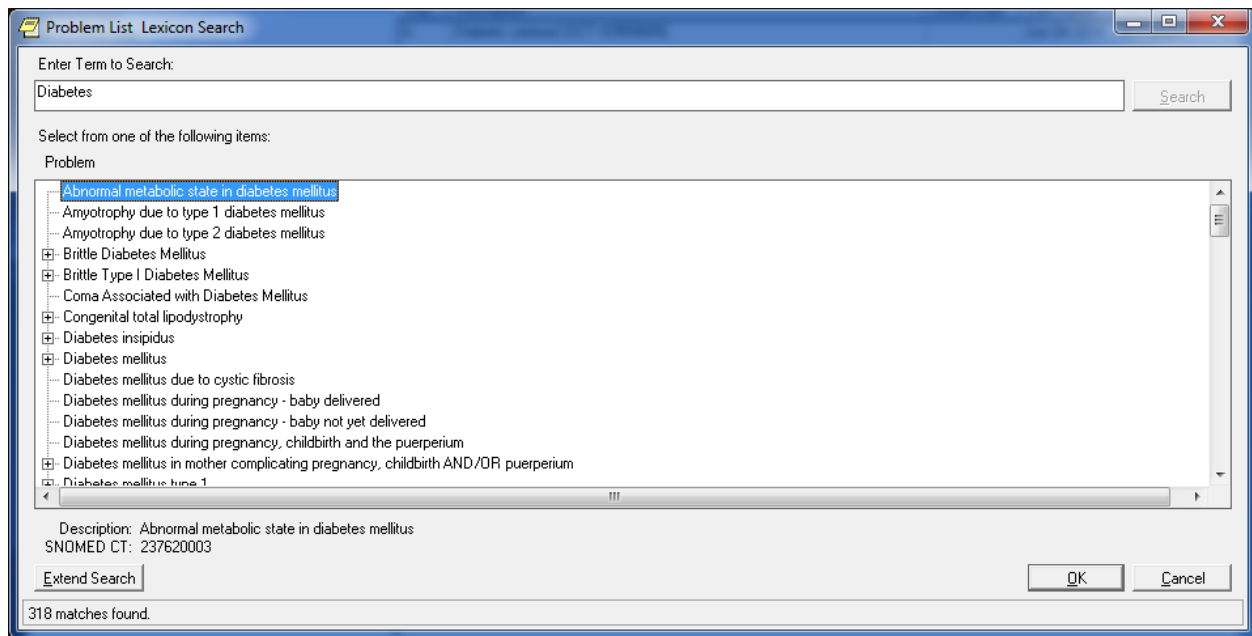 Problem List Lexicon Search
Enter Term to Search:
Diabetes
Search
Select from one of the following items:
Problem
Abnormal metabolic state in diabetes mellitus
Amyotrophy due to type 1 diabetes mellitus
Amyotrophy due to type 2 diabetes mellitus
Brittle Diabetes Mellitus
Brittle Type I Diabetes Mellitus
Coma Associated with Diabetes Mellitus
Congenital total lipodystrophy
Diabetes insipidus
Diabetes mellitus
Diabetes mellitus due to cystic fibrosis
Diabetes mellitus during pregnancy - baby delivered
Diabetes mellitus during pregnancy - baby not yet delivered
Diabetes mellitus during pregnancy, childbirth and the puerperium
Diabetes mellitus in mother complicating pregnancy, childbirth AND/OR puerperium
Diabetes mellitus type 1
Description: Abnormal metabolic state in diabetes mellitus
SNOMED CT: 237620003
Extend Search OK Cancel
318 matches found.